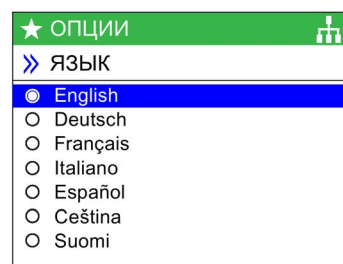 ОПЦИИ
ЯЗЫК
English
Deutsch
Français
Italiano
Español
Ceština
Suomi